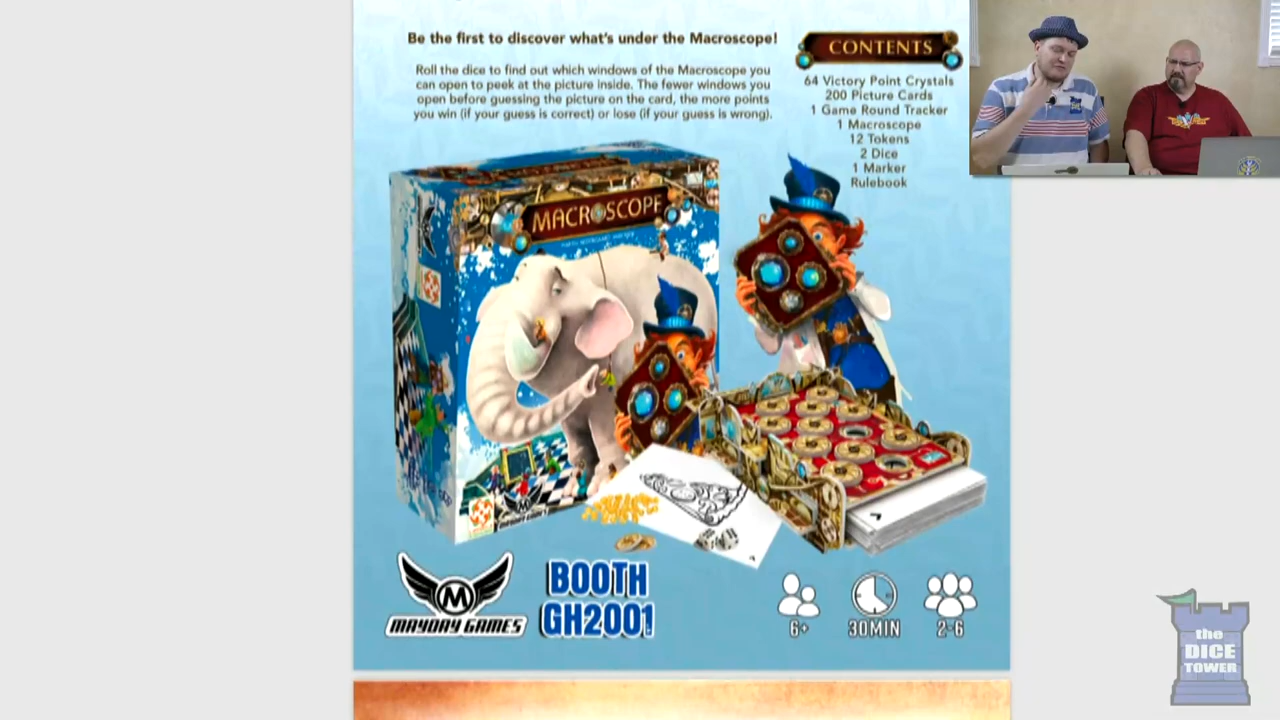 Be the first to discover what's under the Macroscope!
Roll the dice to find out which windows of the Macroscope you
can open to peek at the picture inside. The fewer windows you
open before guessing the picture on the card, the more points
you win (if your guess is correct) or lose (if your guess is wrong).
CONTENTS
64 Victory Point Crystals
200 Picture Cards
1 Game Round Tracker
1 Macroscope
12 Tokens
2 Dice
1 Marker
Rulebook
MACROSCOPE
M
MAYDAY GAMES
BOOTH
GH2001
6+
30MIN
2-6
the
DICE
TOWER